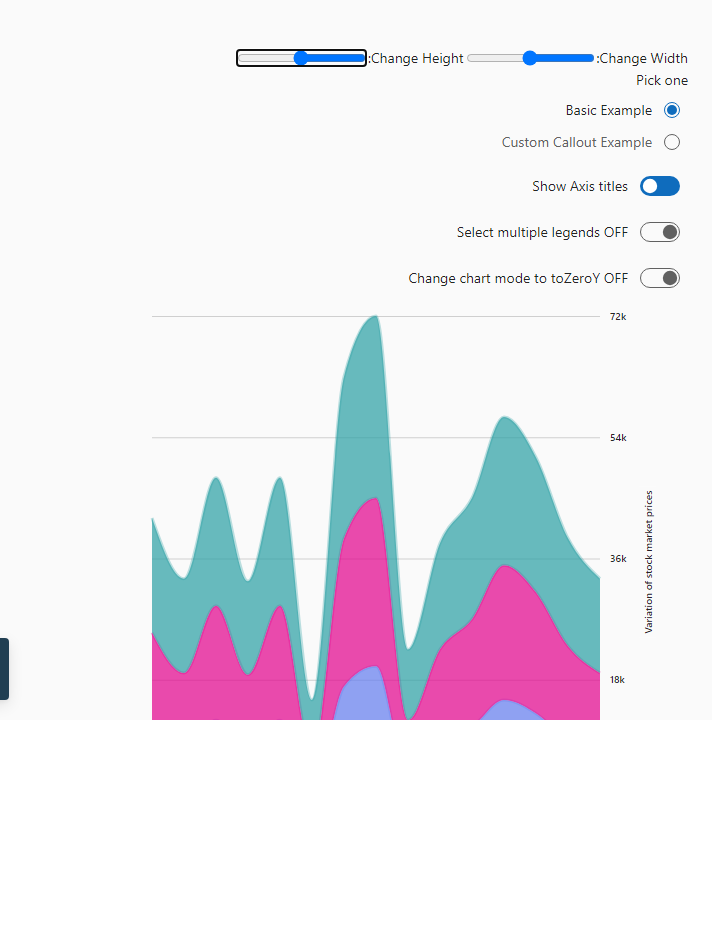 :Change Width :Change Height
Pick one
Basic Example
Custom Callout Example
Show Axis titles
Select multiple legends OFF
Change chart mode to toZeroY OFF
72k
54k
36k
18k
Variation of stock market prices